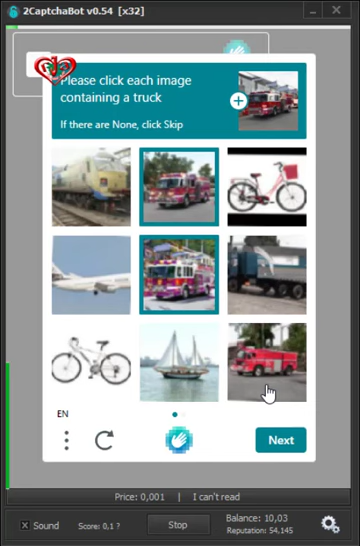 2CaptchaBot v0.54 [x32]
Please click each image
containing a truck
If there are None, click Skip
EN
Next
Price: 0,001 | I can't read
Sound
Score: 0,1 ?
Stop
Balance: 10,03
Reputation: 54.145